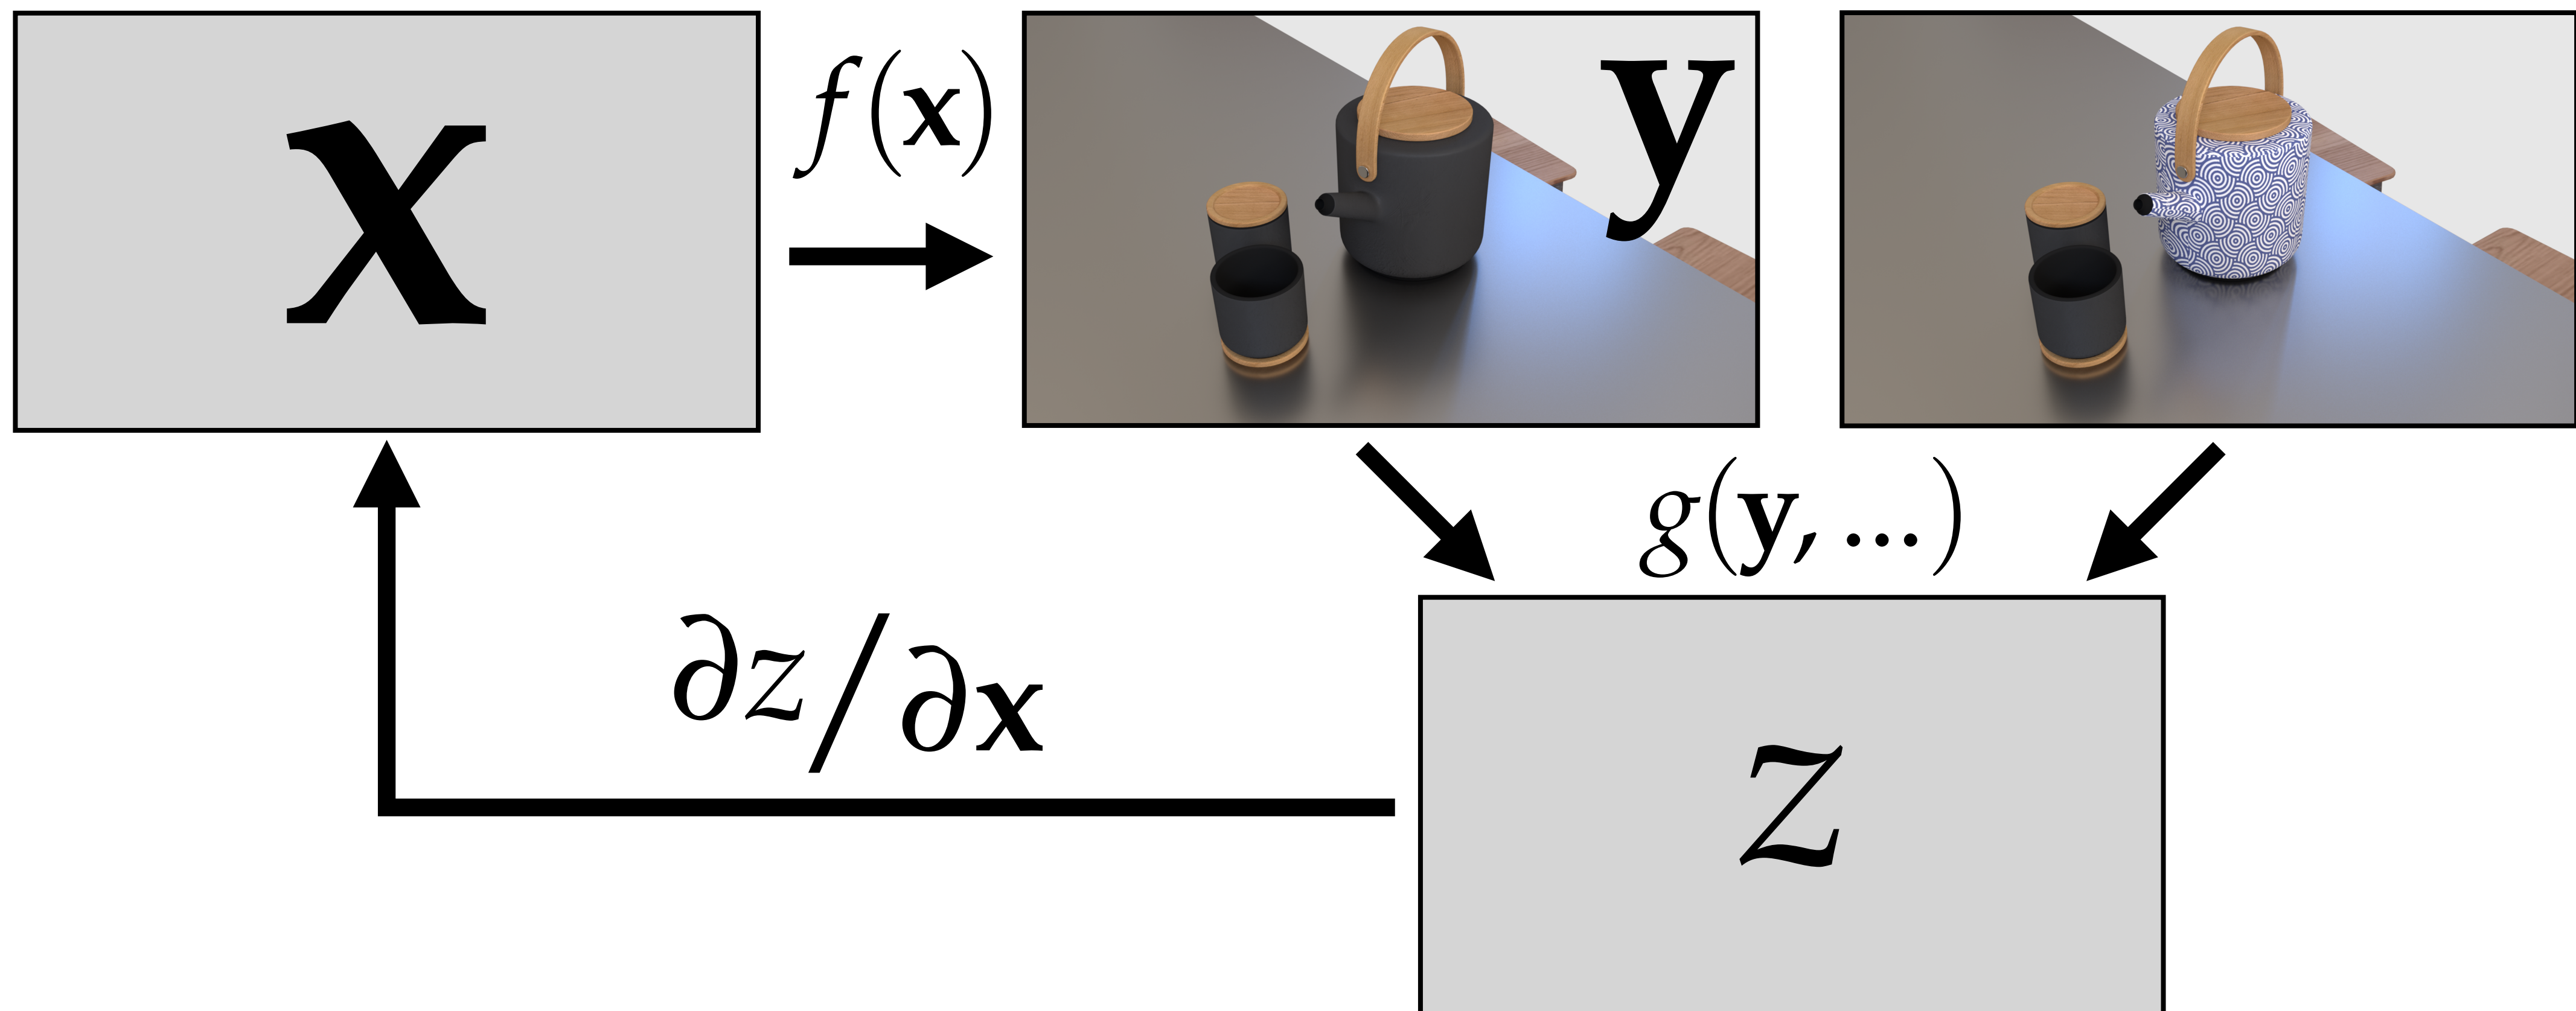 x
f(x)
y
g(y, ...)
∂z/∂x
z